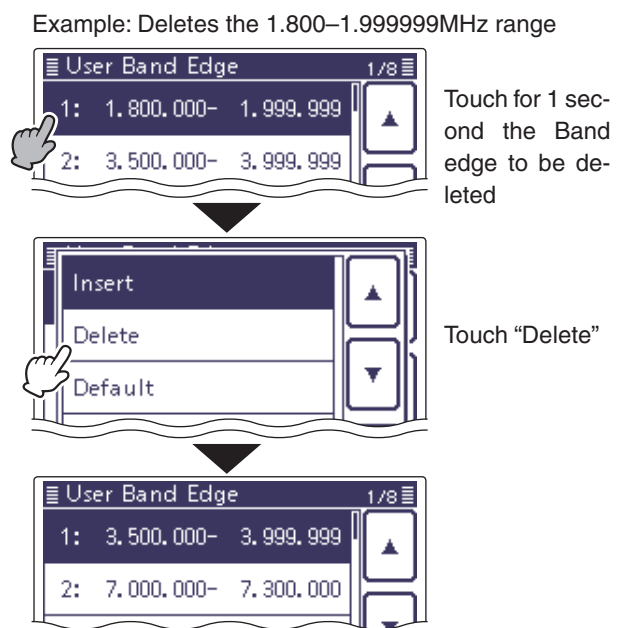 Example: Deletes the 1.800–1.999999MHz range
User Band Edge 1/8
1: 1.800.000- 1.999.999
2: 3.500.000- 3.999.999
Touch for 1 sec-
ond the Band
edge to be de-
leted
Insert
Delete
Default
Touch “Delete”
User Band Edge 1/8
1: 3.500.000- 3.999.999
2: 7.000.000- 7.300.000